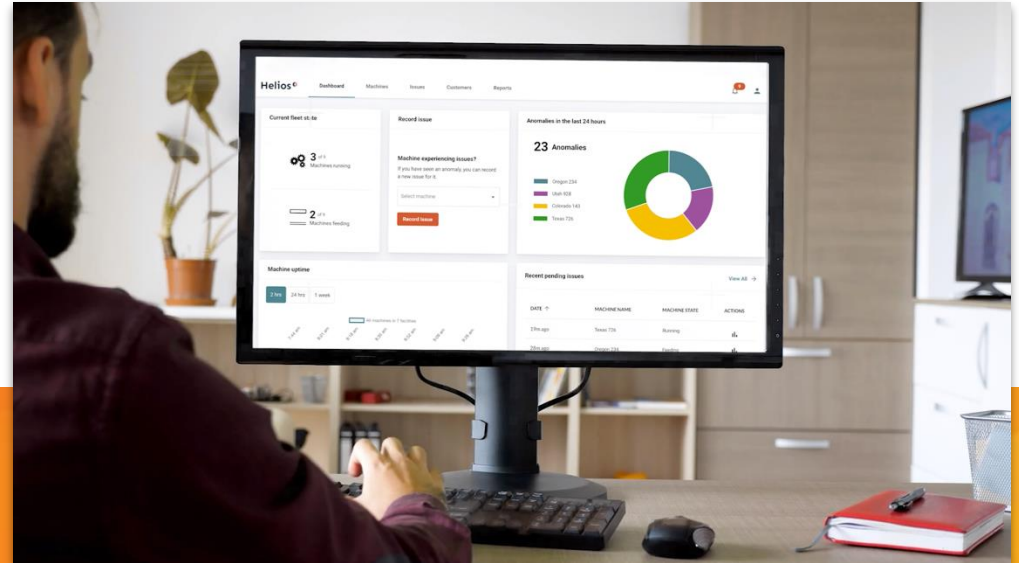 Helios
Dashboard
Machines
Issues
Customers
Reports
Current fleet state
3 of 5
Machines running
2 of 5
Machines feeding
Record issue
Machine experiencing issues?
If you have seen an anomaly you can record
a new issue for it.
Select machine
Record Issue
Anomalies in the last 24 hours
23 Anomalies
Oregon 234
Utah
Colorado
Texas 726
Machine uptime
2 hrs
24 hrs
1 week
All machines in 7 facilities
Recent pending issues
View All →
DATE ↑
MACHINE NAME
MACHINE STATE
ACTIONS
Texas 726
Running
Feeding